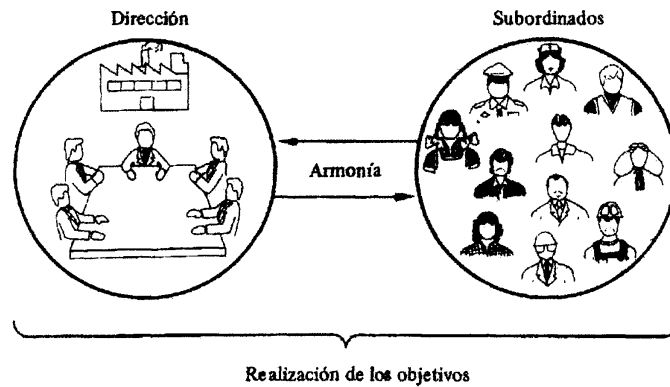 Dirección
Subordinados
Armonía
Realización de los objetivos